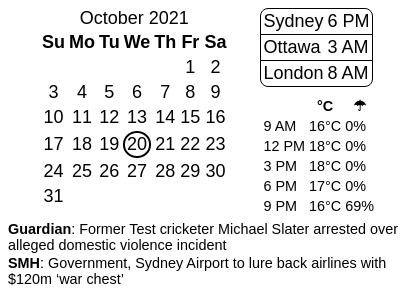 October 2021
Su Mo Tu We Th Fr Sa
1 2
3 4 5 6 7 8 9
10 11 12 13 14 15 16
17 18 19 20 21 22 23
24 25 26 27 28 29 30
31
Sydney 6 PM
Ottawa 3 AM
London 8 AM
°C ☂
9 AM 16°C 0%
12 PM 18°C 0%
3 PM 18°C 0%
6 PM 17°C 0%
9 PM 16°C 69%
Guardian: Former Test cricketer Michael Slater arrested over
alleged domestic violence incident
SMH: Government, Sydney Airport to lure back airlines with
$120m ‘war chest’